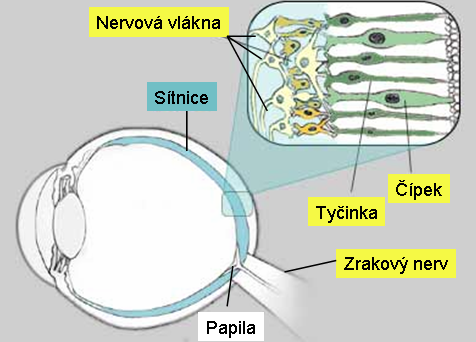 Nervová vlákna
Sítnice
Čípek
Tyčinka
Zrakový nerv
Papila